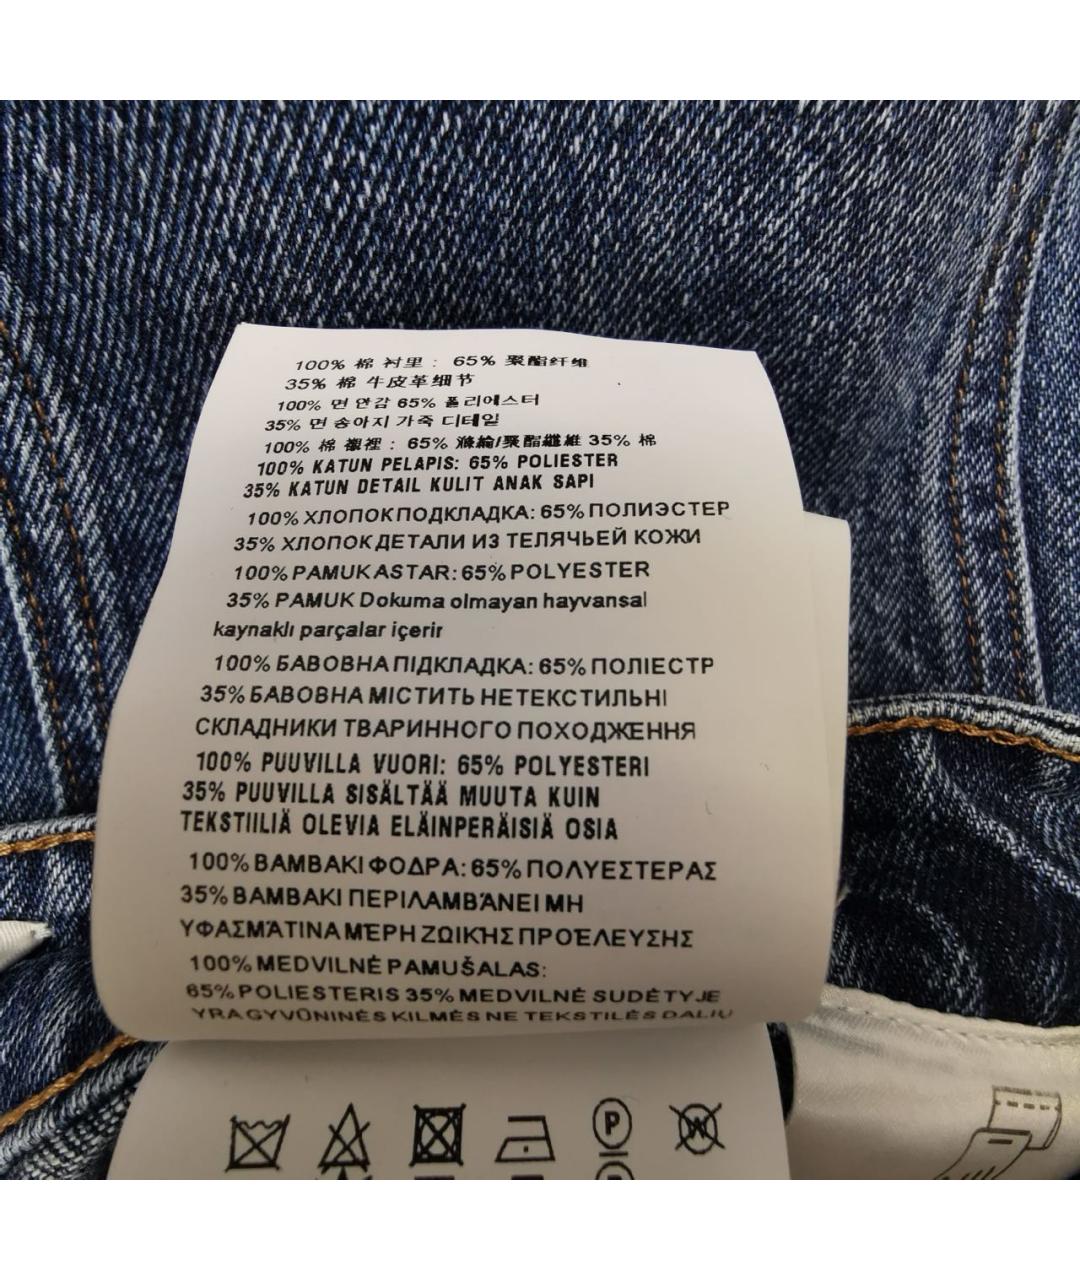 100% 棉 衬里: 65% 聚酯纤维
35% 棉 牛皮革细节
100% 면 안감 65% 폴리에스터
35% 면 송아지 가죽 디테일
100% 棉 襯裡: 65% 滌綸/聚酯纖維 35% 棉
100% KATUN PELAPIS: 65% POLIESTER
35% KATUN DETAIL KULIT ANAK SAPI
100% ХЛОПОК ПОДКЛАДКА: 65% ПОЛИЭСТЕР
35% ХЛОПОК ДЕТАЛИ ИЗ ТЕЛЯЧЬЕЙ КОЖИ
100% PAMUK ASTAR: 65% POLYESTER
35% PAMUK Dokuma olmayan hayvansal
kaynaklı parçalar içerir
100% БАВОВНА ПІДКЛАДКА: 65% ПОЛІЕСТР
35% БАВОВНА МІСТИТЬ НЕТЕКСТИЛЬНІ
СКЛАДНИКИ ТВАРИННОГО ПОХОДЖЕННЯ
100% PUUVILLA VUORI: 65% POLYESTERI
35% PUUVILLA SISÄLTÄÄ MUUTA KUIN
TEKSTIILIÄ OLEVIA ELÄINPERÄISIÄ OSIA
100% ΒΑΜΒΑΚΙ ΦΟΔΡΑ: 65% ΠΟΛΥΕΣΤΕΡΑΣ
35% ΒΑΜΒΑΚΙ ΠΕΡΙΛΑΜΒΆΝΕΙ ΜΗ
ΥΦΑΣΜΆΤΙΝΑ ΜΈΡΗ ΖΩΙΚΉΣ ΠΡΟΈΛΕΥΣΗΣ
100% MEDVILNĖ PAMUŠALAS:
65% POLIESTERIS 35% MEDVILNĖ SUDĖTYJE
YRA GYVŪNINĖS KILMĖS NE TEKSTILĖS DALIŲ
P
W